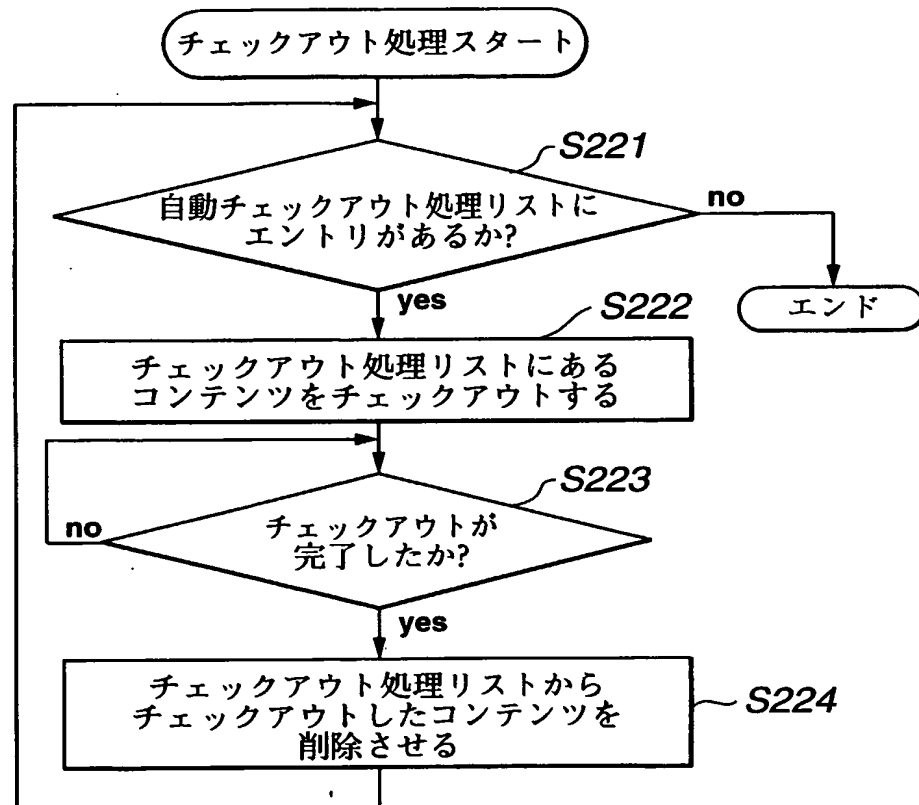 チェックアウト処理スタート
S221
自動チェックアウト処理リストに
エントリがあるか?
no
エンド
yes
S222
チェックアウト処理リストにある
コンテンツをチェックアウトする
S223
チェックアウトが
完了したか?
no
yes
チェックアウト処理リストから
チェックアウトしたコンテンツを
削除させる
S224